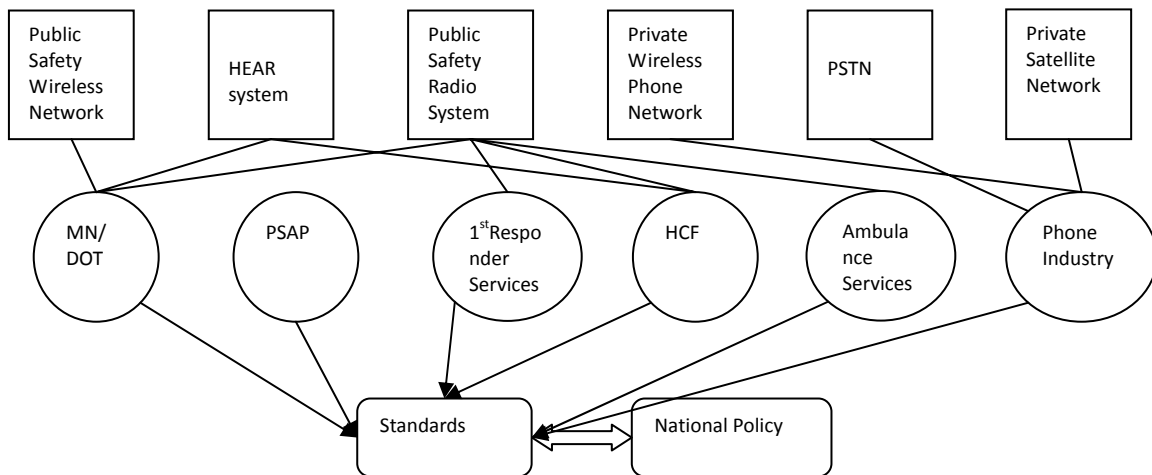 Public
Safety
Wireless
Network
HEAR
system
Public
Safety
Radio
System
Private
Wireless
Phone
Network
PSTN
Private
Satellite
Network
MN/
DOT
PSAP
1stRespo
nder
Services
HCF
Ambula
nce
Services
Phone
Industry
Standards
National Policy